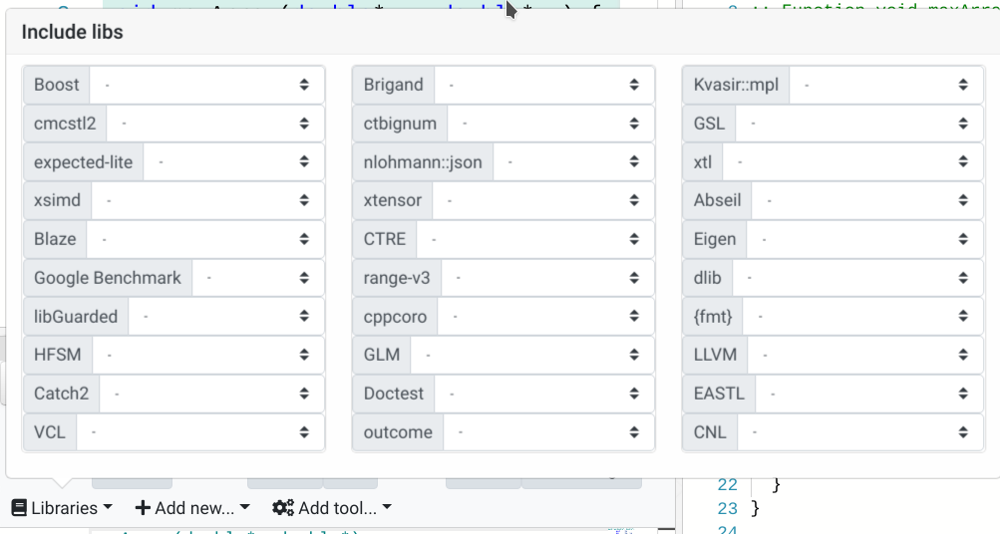 Include libs
Boost - Brigand - Kvasir::mpl -
cmcstl2 - ctbignum - GSL -
expected-lite - nlohmann::json - xtl -
xsimd - xtensor - Abseil -
Blaze - CTRE - Eigen -
Google Benchmark - range-v3 - dlib -
libGuarded - cppcoro - {fmt} -
HFSM - GLM - LLVM -
Catch2 - Doctest - EASTL -
VCL - outcome - CNL -
22 }
Libraries Add new... Add tool... 23 }
24